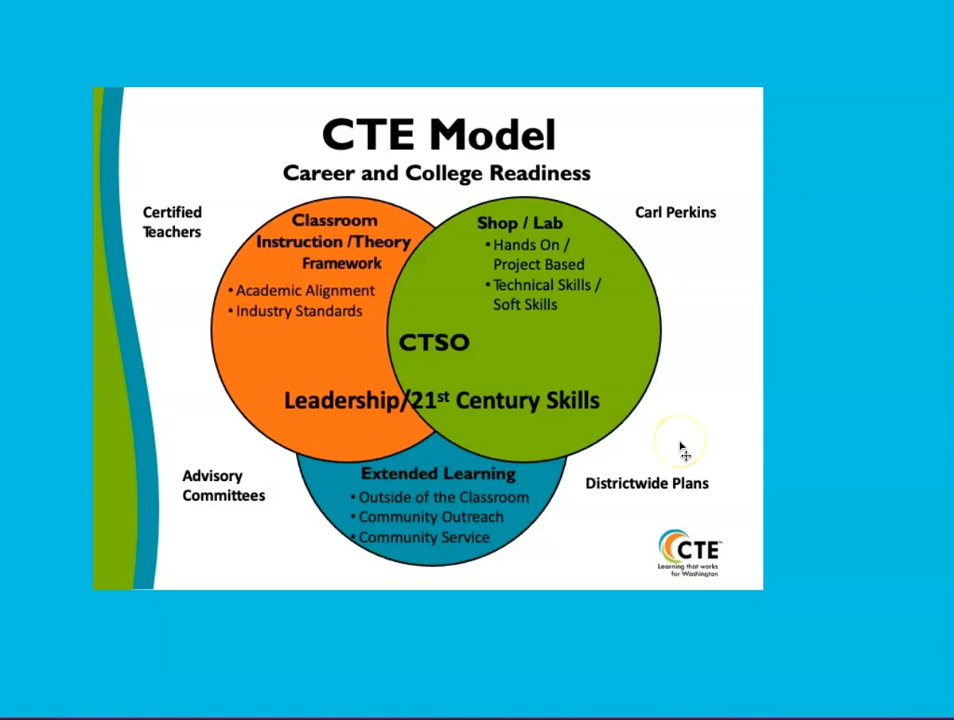 CTE Model
Career and College Readiness
Certified
Teachers
Classroom
Instruction /Theory
Framework
• Academic Alignment
• Industry Standards
Shop / Lab
• Hands On /
Project Based
• Technical Skills /
Soft Skills
Carl Perkins
CTSO
Leadership/21st Century Skills
Advisory
Committees
Extended Learning
• Outside of the Classroom
• Community Outreach
• Community Service
Districtwide Plans
CTE™
Learning that works
for Washington